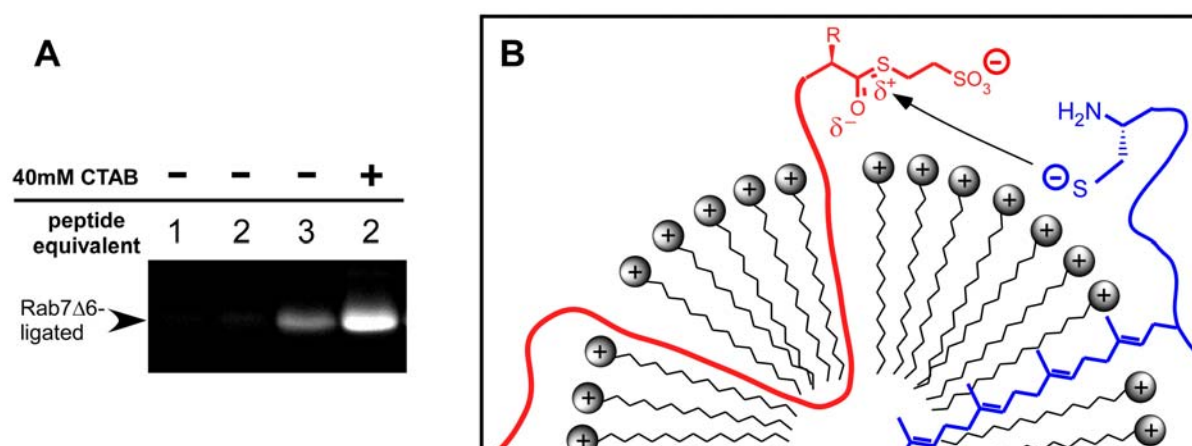 A
40mM CTAB - - - +
peptide
equivalent 1 2 3 2
Rab7Δ6-
ligated
B
R
S
SO3 ⊖
O
δ+
δ−
H2N
⊖
S
+ + + + + + + + + + + + + + + + + +